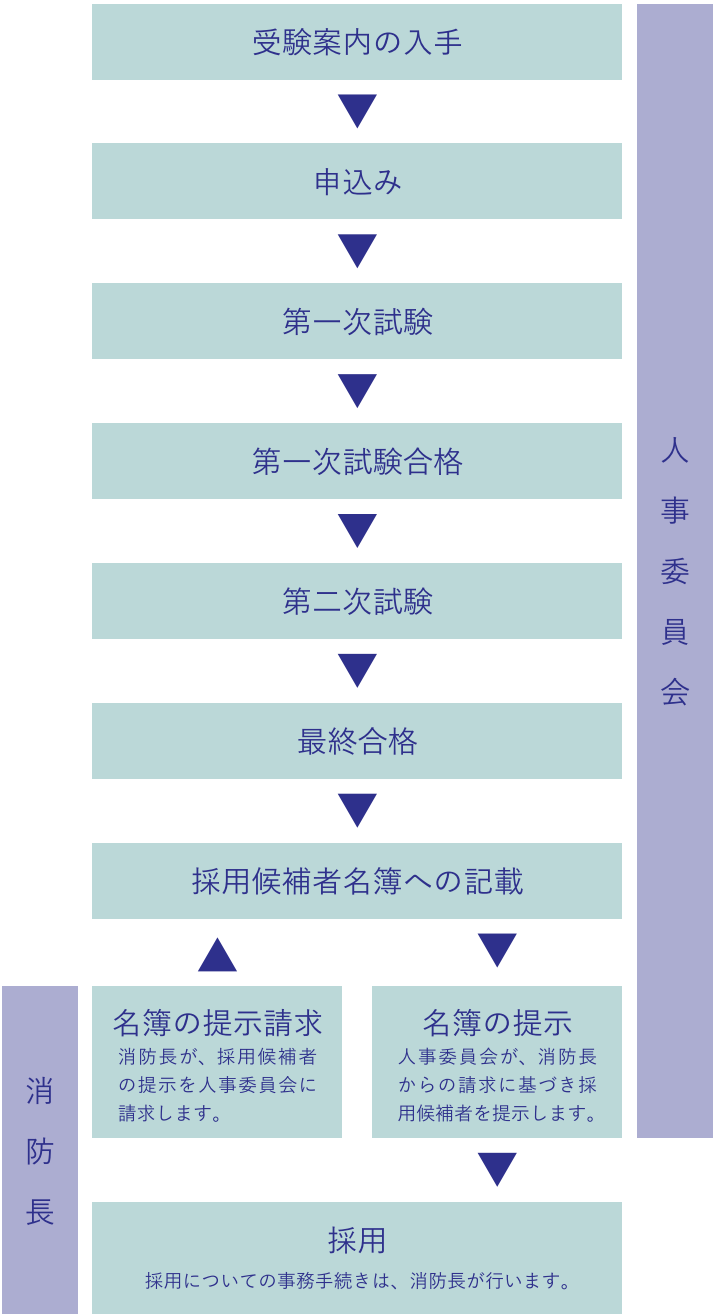 受験案内の入手
申込み
第一次試験
第一次試験合格
第二次試験
最終合格
採用候補者名簿への記載
人事委員会
名簿の提示請求
消防長が、採用候補者
の提示を人事委員会に
請求します。
名簿の提示
人事委員会が、消防長
からの請求に基づき採
用候補者を提示します。
消防長
採用
採用についての事務手続きは、消防長が行います。